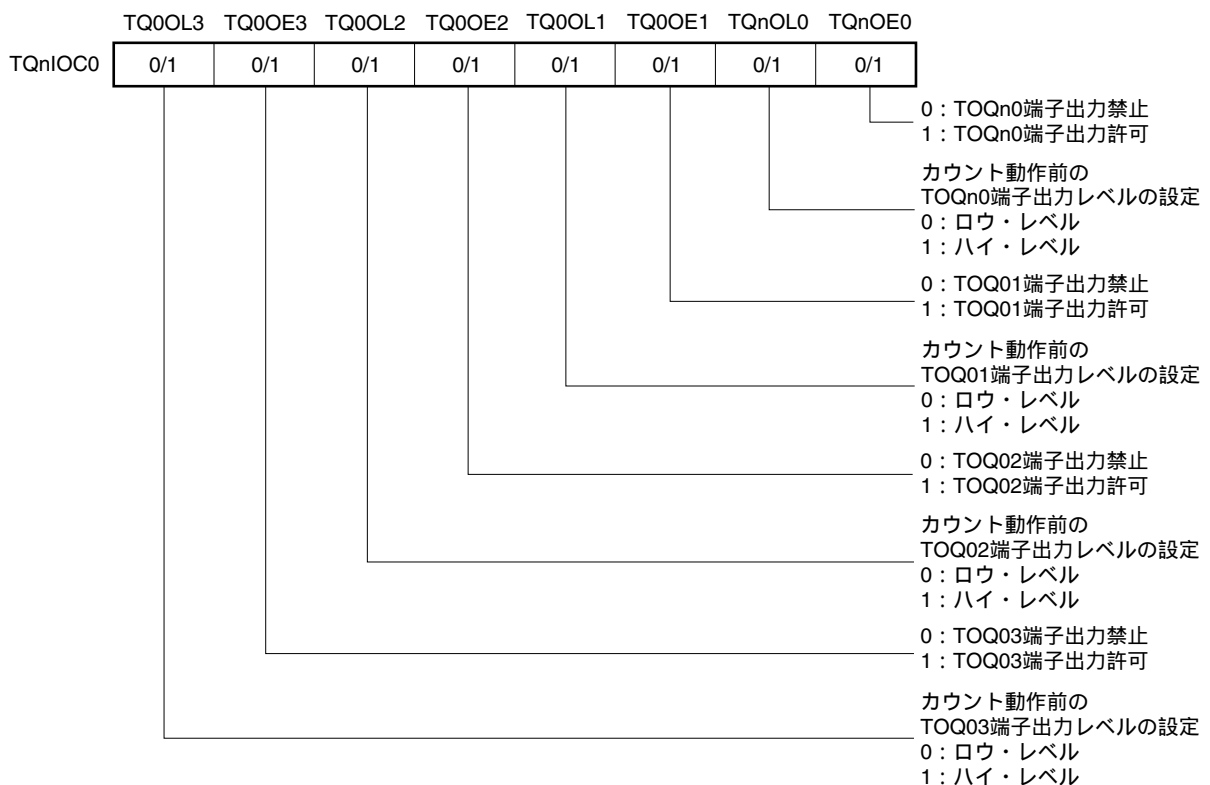 TQ0OL3 TQ0OE3 TQ0OL2 TQ0OE2 TQ0OL1 TQ0OE1 TQnOL0 TQnOE0
TQnIOC0 0/1 0/1 0/1 0/1 0/1 0/1 0/1 0/1
0：TOQn0端子出力禁止
1：TOQn0端子出力許可
カウント動作前の
TOQn0端子出力レベルの設定
0：ロウ・レベル
1：ハイ・レベル
0：TOQ01端子出力禁止
1：TOQ01端子出力許可
カウント動作前の
TOQ01端子出力レベルの設定
0：ロウ・レベル
1：ハイ・レベル
0：TOQ02端子出力禁止
1：TOQ02端子出力許可
カウント動作前の
TOQ02端子出力レベルの設定
0：ロウ・レベル
1：ハイ・レベル
0：TOQ03端子出力禁止
1：TOQ03端子出力許可
カウント動作前の
TOQ03端子出力レベルの設定
0：ロウ・レベル
1：ハイ・レベル